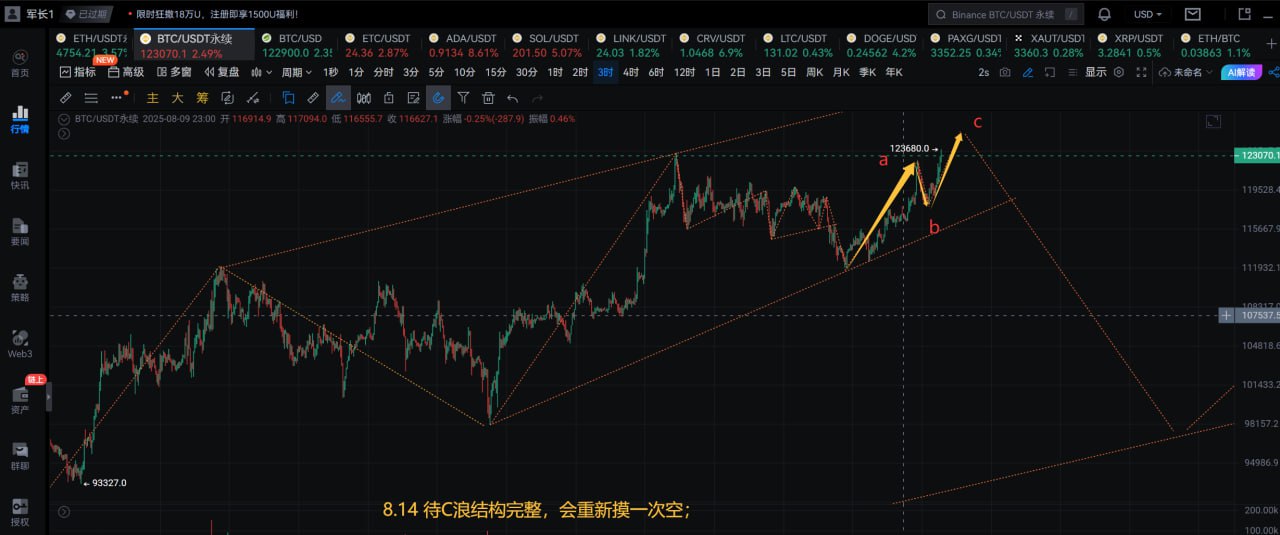 军长1 已过期 限时狂撒18万U，注册即享1500U福利! Binance BTC/USDT 永续 / USD
ETH/USDT 4754.21 3.57%
BTC/USDT永续 123070.1 2.49%
BTC/USD 122900.0 2.3
ETC/USDT 24.36 2.87%
ADA/USDT 0.9134 8.61%
SOL/USDT 201.50 5.07%
LINK/USDT 24.03 1.82%
CRV/USDT 1.0468 6.9%
LTC/USDT 131.02 0.43%
DOGE/USD 0.24562 4.2%
PAXG/USDT 3352.25 0.34
XAUT/USDT 3360.3 0.28%
XRP/USDT 3.2841 0.5%
ETH/BTC 0.03863 1.1%
NEW
指标 高级 多窗 复盘 周期 1秒 1分 分时 3分 5分 10分 15分 30分 1时 2时 3时 4时 6时 12时 1日 2日 3日 5日 周K 月K 季K 年K 2s 显示 未命名 AI解读
主 大 筹
BTC/USDT永续 2025-08-09 23:00 开 116914.9 高 117094.0 低 116555.7 收 116627.1 涨幅 -0.25%(-287.9) 振幅 0.46%
首页
行情
快讯
要闻
策略
Web3
链上
资产
群聊
授权
c
123680.0
a
b
93327.0
123070.1
119528.4
115667.9
111932.1
108317.0
107537.5
104818.6
101433.2
98157.2
94986.9
200.00k
100.00k
8.14 待C浪结构完整，会重新摸一次空；